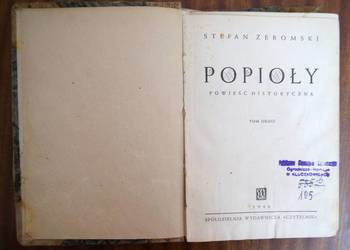 STEFAN ŻEROMSKI
POPIOŁY
POWIEŚĆ HISTORYCZNA
TOM DRUGI
SPÓŁDZIELNIA WYDAWNICZA «CZYTELNIK»
105